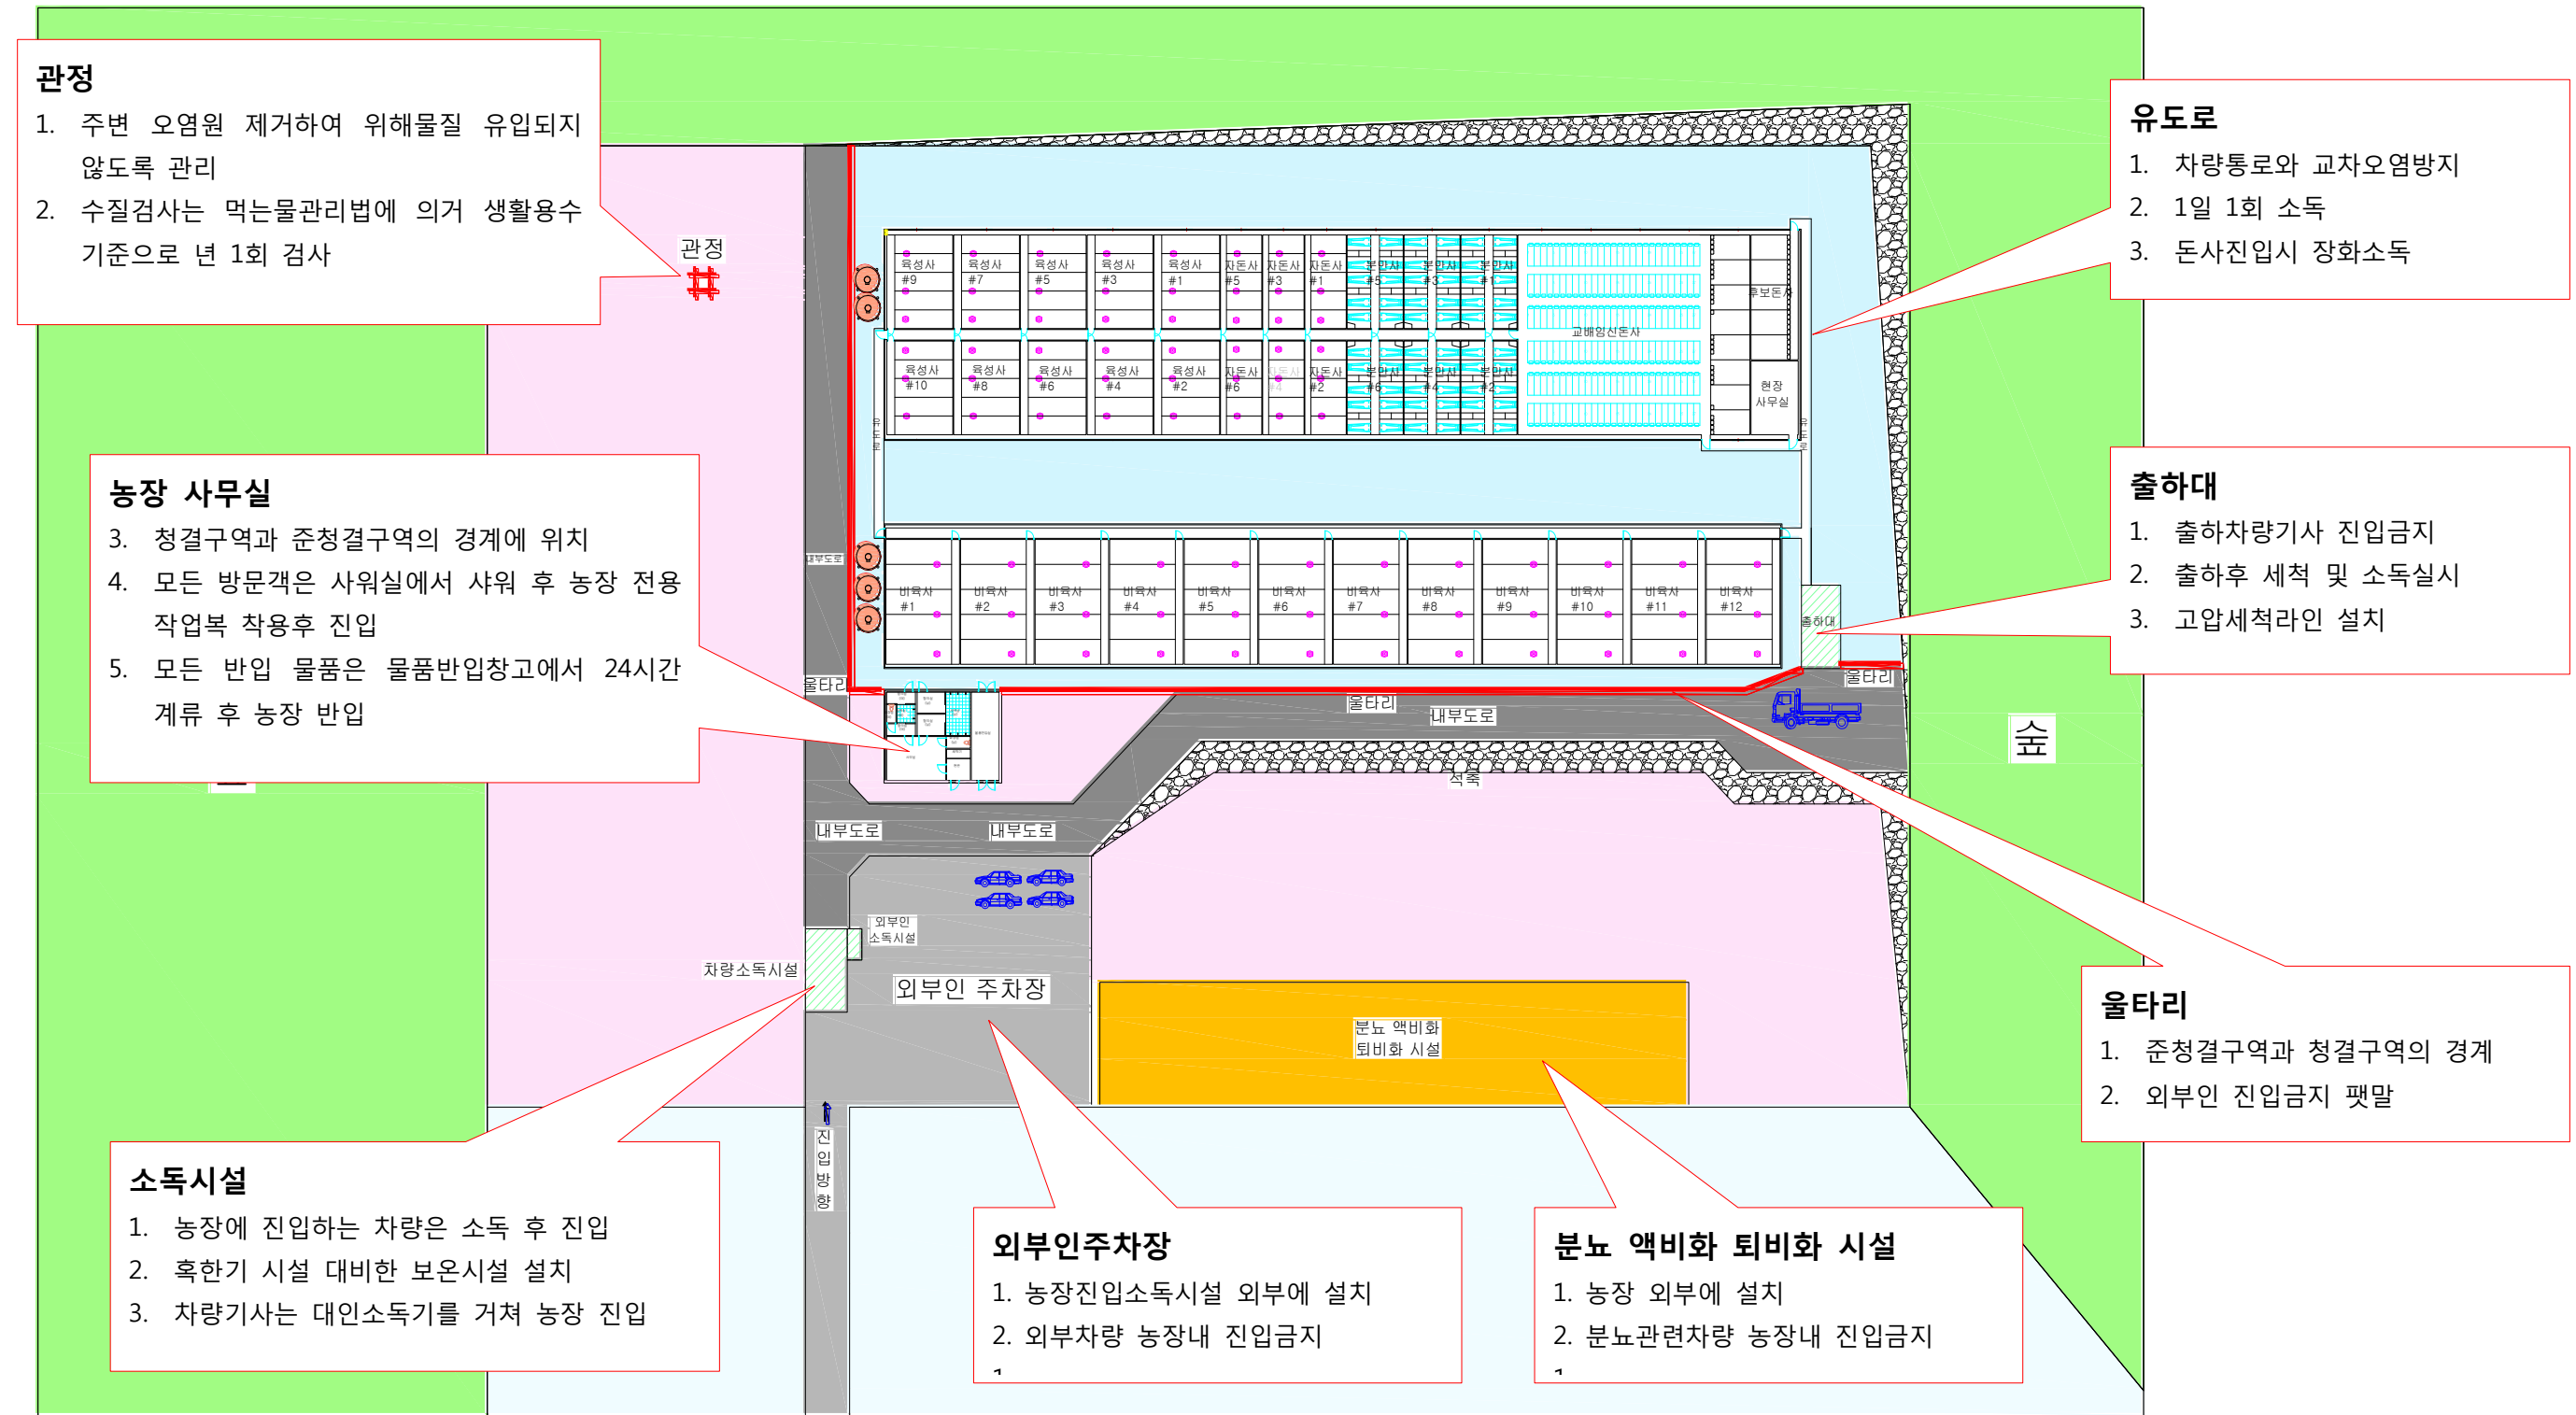 관정
1. 주변 오염원 제거하여 위해물질 유입되지
않도록 관리
2. 수질검사는 먹는물관리법에 의거 생활용수
기준으로 년 1회 검사
유도로
1. 차량통로와 교차오염방지
2. 1일 1회 소독
3. 돈사진입시 장화소독
관정
육성사 #9
육성사 #7
육성사 #5
육성사 #3
육성사 #1
자돈사 #5
자돈사 #3
자돈사 #1
분만사 #5
분만사 #3
분만사 #1
후보돈사
교배임신돈사
육성사 #10
육성사 #8
육성사 #6
육성사 #4
육성사 #2
자돈사 #6
자돈사 #4
자돈사 #2
분만사 #6
분만사 #4
분만사 #2
현장
사무실
유도로
유도로
농장 사무실
3. 청결구역과 준청결구역의 경계에 위치
4. 모든 방문객은 사워실에서 샤워 후 농장 전용
작업복 착용후 진입
5. 모든 반입 물품은 물품반입창고에서 24시간
계류 후 농장 반입
출하대
1. 출하차량기사 진입금지
2. 출하후 세척 및 소독실시
3. 고압세척라인 설치
내부도로
비육사 #1
비육사 #2
비육사 #3
비육사 #4
비육사 #5
비육사 #6
비육사 #7
비육사 #8
비육사 #9
비육사 #10
비육사 #11
비육사 #12
출하대
울타리
울타리
울타리
내부도로
숲
석축
내부도로
내부도로
외부인
소독시설
차량소독시설
외부인 주차장
분뇨 액비화
퇴비화 시설
울타리
1. 준청결구역과 청결구역의 경계
2. 외부인 진입금지 팻말
진입방향
소독시설
1. 농장에 진입하는 차량은 소독 후 진입
2. 혹한기 시설 대비한 보온시설 설치
3. 차량기사는 대인소독기를 거쳐 농장 진입
외부인주차장
1. 농장진입소독시설 외부에 설치
2. 외부차량 농장내 진입금지
분뇨 액비화 퇴비화 시설
1. 농장 외부에 설치
2. 분뇨관련차량 농장내 진입금지